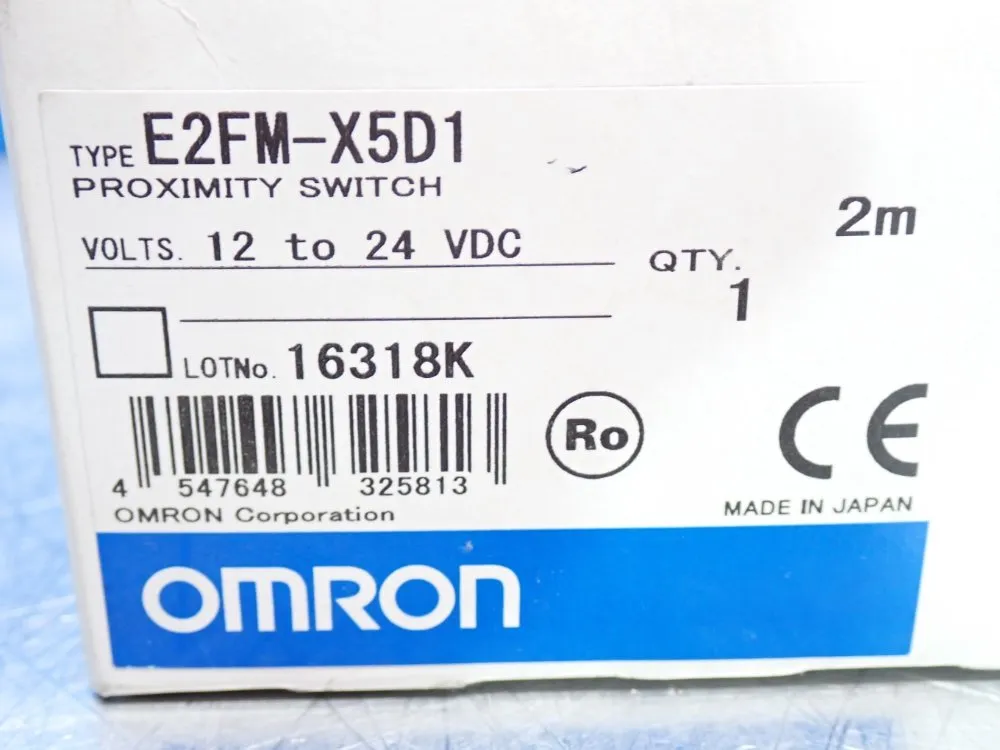 TYPE E2FM-X5D1
PROXIMITY SWITCH
2m
VOLTS. 12 to 24 VDC
QTY.
1
LOTNo. 16318K
Ro
CE
4 547648 325813
MADE IN JAPAN
OMRON Corporation
OMRON